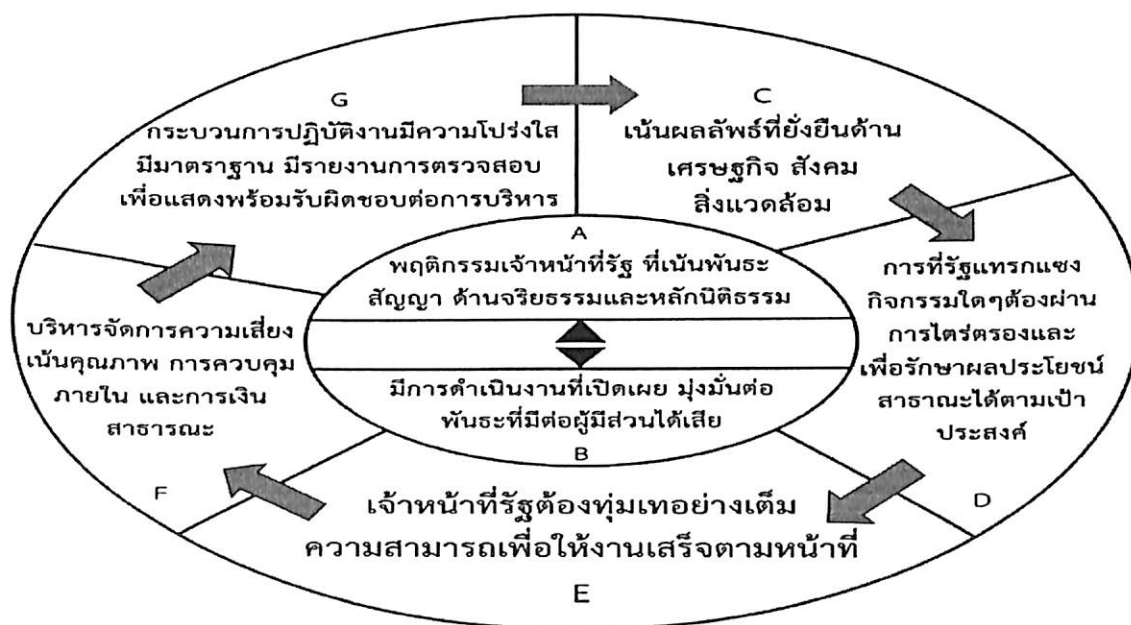 G
กระบวนการปฏิบัติงานมีความโปร่งใส
มีมาตราฐาน มีรายงานการตรวจสอบ
เพื่อแสดงพร้อมรับผิดชอบต่อการบริหาร
C
เน้นผลลัพธ์ที่ยั่งยืนด้าน
เศรษฐกิจ สังคม
สิ่งแวดล้อม
A
พฤติกรรมเจ้าหน้าที่รัฐ ที่เน้นพันธะ
สัญญา ด้านจริยธรรมและหลักนิติธรรม
การที่รัฐแทรกแซง
กิจกรรมใดๆต้องผ่าน
การไตร่ตรองและ
เพื่อรักษาผลประโยชน์
สาธาณะได้ตามเป้า
ประสงค์
D
บริหารจัดการความเสี่ยง
เน้นคุณภาพ การควบคุม
ภายใน และการเงิน
สาธารณะ
F
มีการดำเนินงานที่เปิดเผย มุ่งมั่นต่อ
พันธะที่มีต่อผู้มีส่วนได้เสีย
B
เจ้าหน้าที่รัฐต้องทุ่มเทอย่างเต็ม
ความสามารถเพื่อให้งานเสร็จตามหน้าที่
E